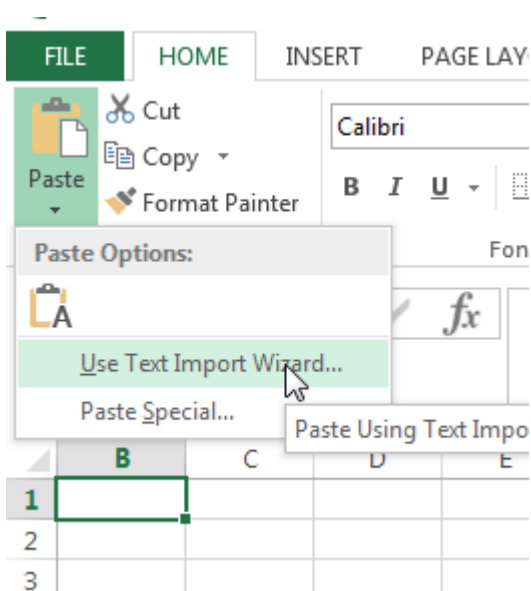 FILE HOME INSERT PAGE LAY
Cut
Calibri
Copy
Paste
B I U
Format Painter
Paste Options:
Fon
A
fx
Use Text Import Wizard...
Paste Special...
Paste Using Text Impo
B C D E
1
2
3